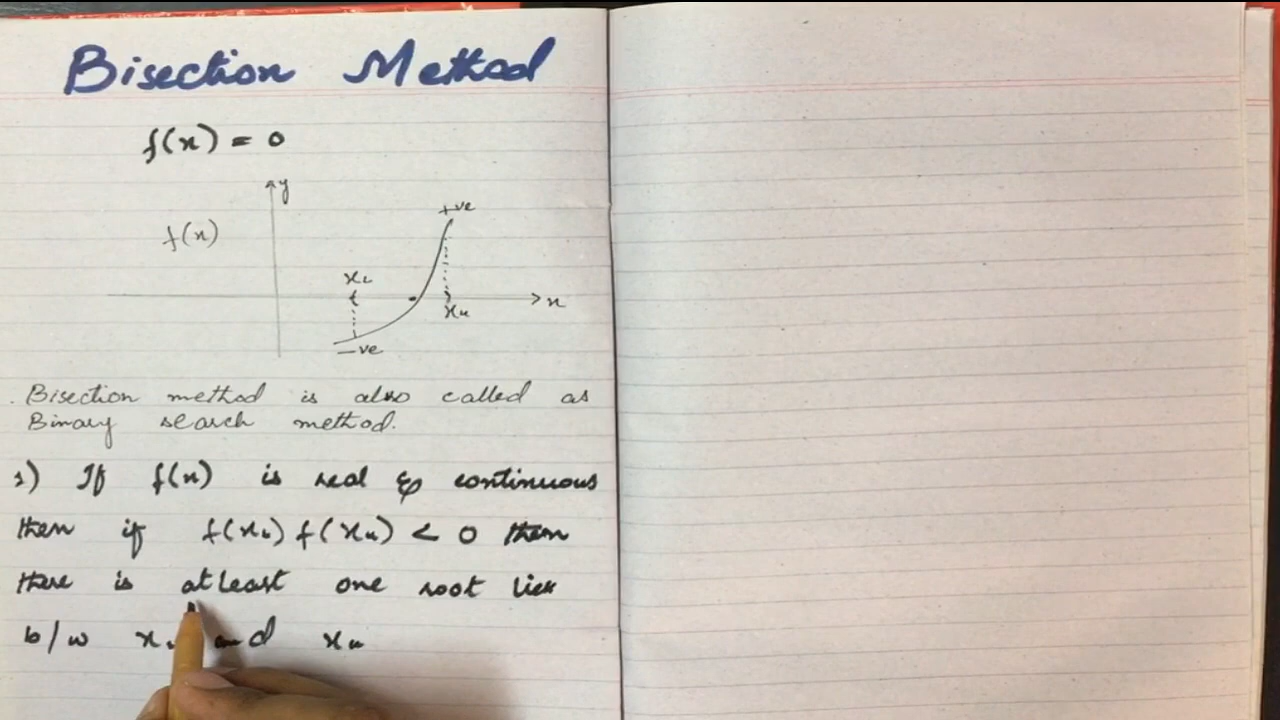 Bisection Method
f(x) = 0
y
+ve
f(x)
xL
x
xu
-ve
Bisection method is also called as
Binary search method.
1) If f(x) is real & continuous
then if f(xL) f(xu) < 0 then
there is atleast one root lies
b/w xL and xu